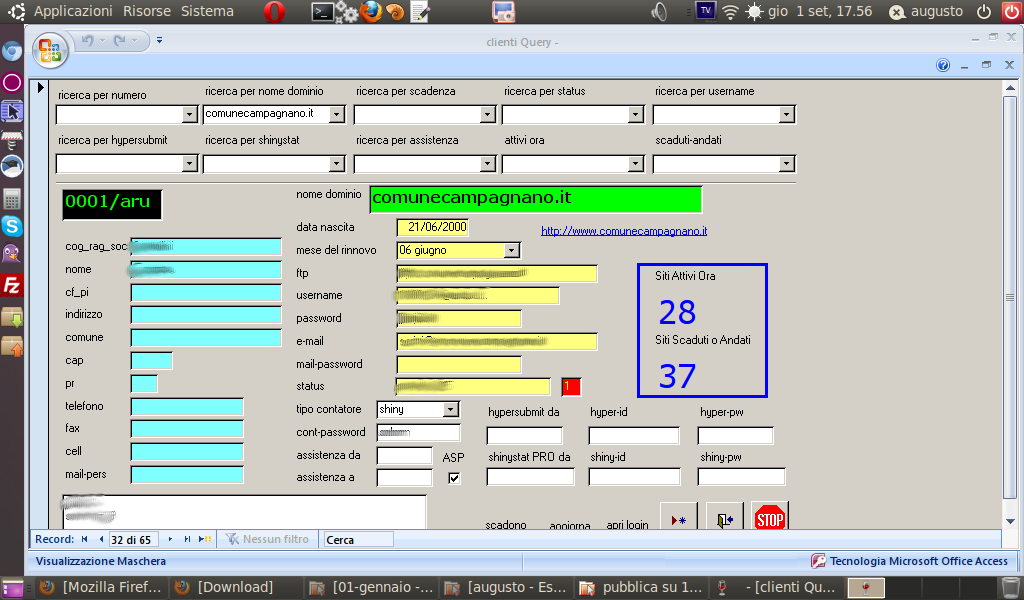 Applicazioni Risorse Sistema
TV
gio 1 set, 17.56
augusto
clienti Query -
ricerca per numero
ricerca per nome dominio
ricerca per scadenza
ricerca per status
ricerca per username
comunecampagnano.it
ricerca per hypersubmit
ricerca per shinystat
ricerca per assistenza
attivi ora
scaduti-andati
0001/aru
nome dominio
comunecampagnano.it
data nascita
21/06/2000
http://www.comunecampagnano.it
cog_rag_soc
mese del rinnovo
06 giugno
nome
ftp
cf_pi
username
indirizzo
password
comune
e-mail
cap
mail-password
pr
status
1
Siti Attivi Ora
28
Siti Scaduti o Andati
37
telefono
tipo contatore
shiny
hypersubmit da
hyper-id
hyper-pw
fax
cont-password
cell
assistenza da
ASP
shinystat PRO da
shiny-id
shiny-pw
mail-pers
assistenza a
scadono
aggiorna
apri login
STOP
Record:
32 di 65
Nessun filtro
Cerca
Visualizzazione Maschera
Tecnologia Microsoft Office Access
[Mozilla Firef...
[Download]
[01-gennaio -...
[augusto - Es...
pubblica su 1...
- [clienti Qu...